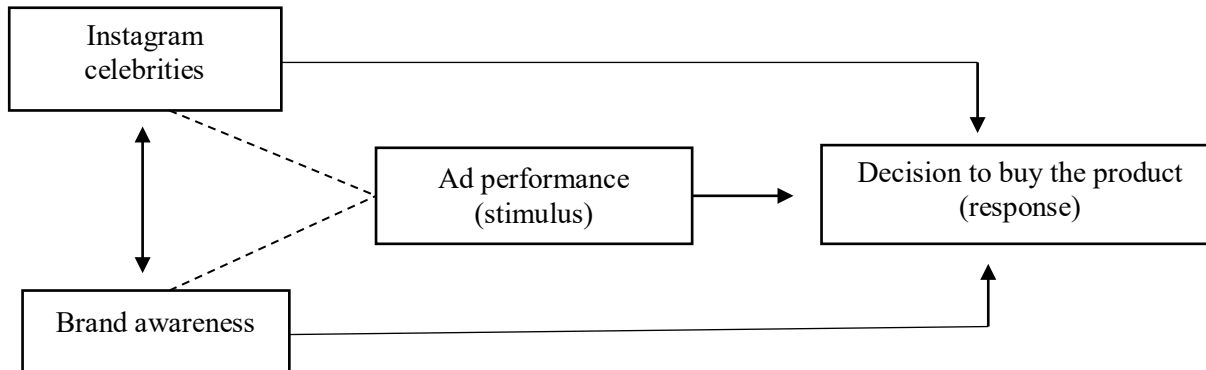 Instagram
celebrities
Ad performance
(stimulus)
Decision to buy the product
(response)
Brand awareness